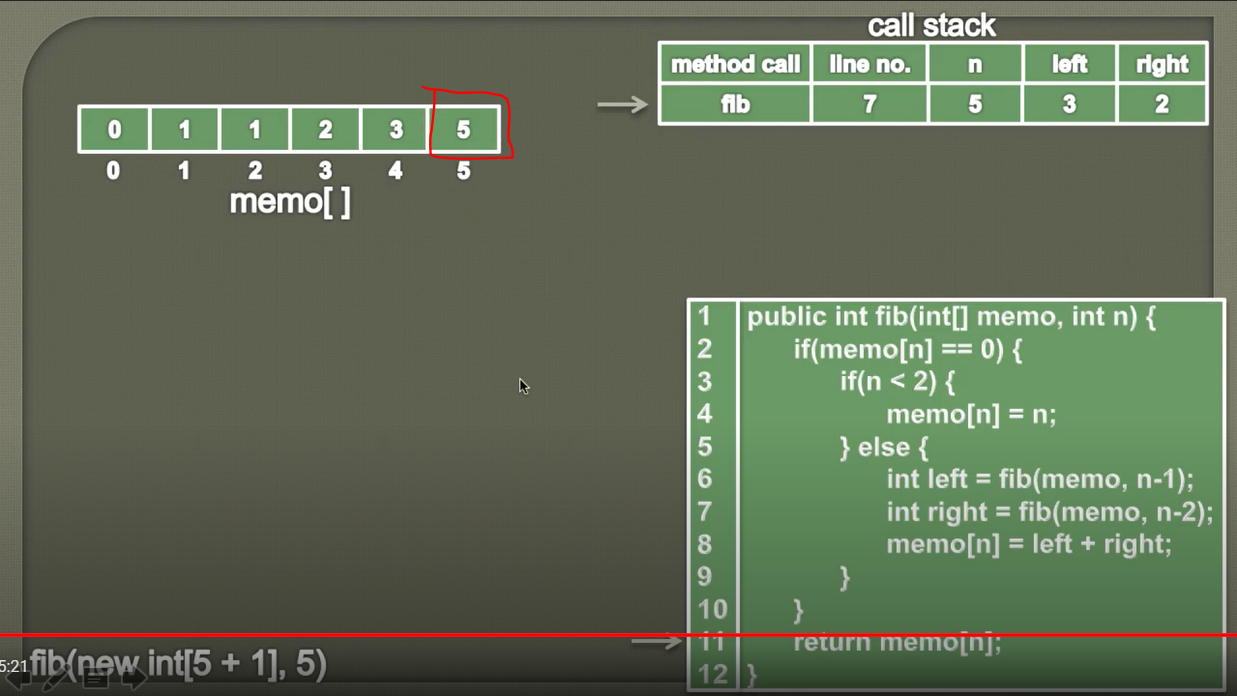 call stack
method call line no. n left right
fib 7 5 3 2
0 1 1 2 3 5
0 1 2 3 4 5
memo[ ]
1 public int fib(int[] memo, int n) {
2 if(memo[n] == 0) {
3 if(n < 2) {
4 memo[n] = n;
5 } else {
6 int left = fib(memo, n-1);
7 int right = fib(memo, n-2);
8 memo[n] = left + right;
9 }
10 }
11 return memo[n];
12 }
5:21
fib(new int[5 + 1], 5)